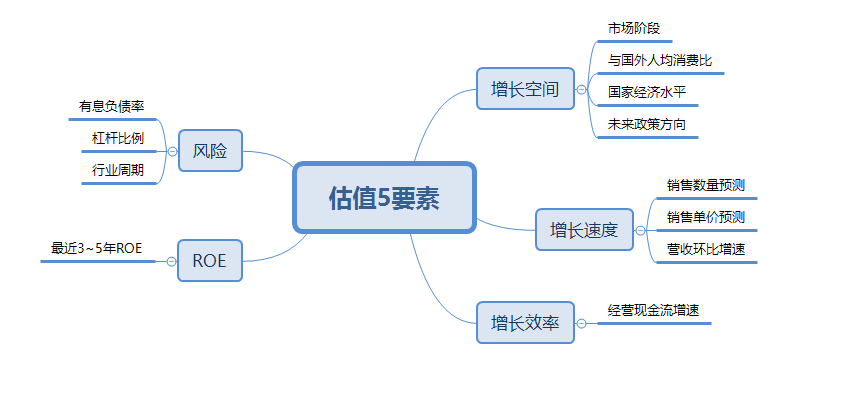 估值5要素
增长空间
市场阶段
与国外人均消费比
国家经济水平
未来政策方向
增长速度
销售数量预测
销售单价预测
营收环比增速
增长效率
经营现金流增速
风险
有息负债率
杠杆比例
行业周期
ROE
最近3~5年ROE